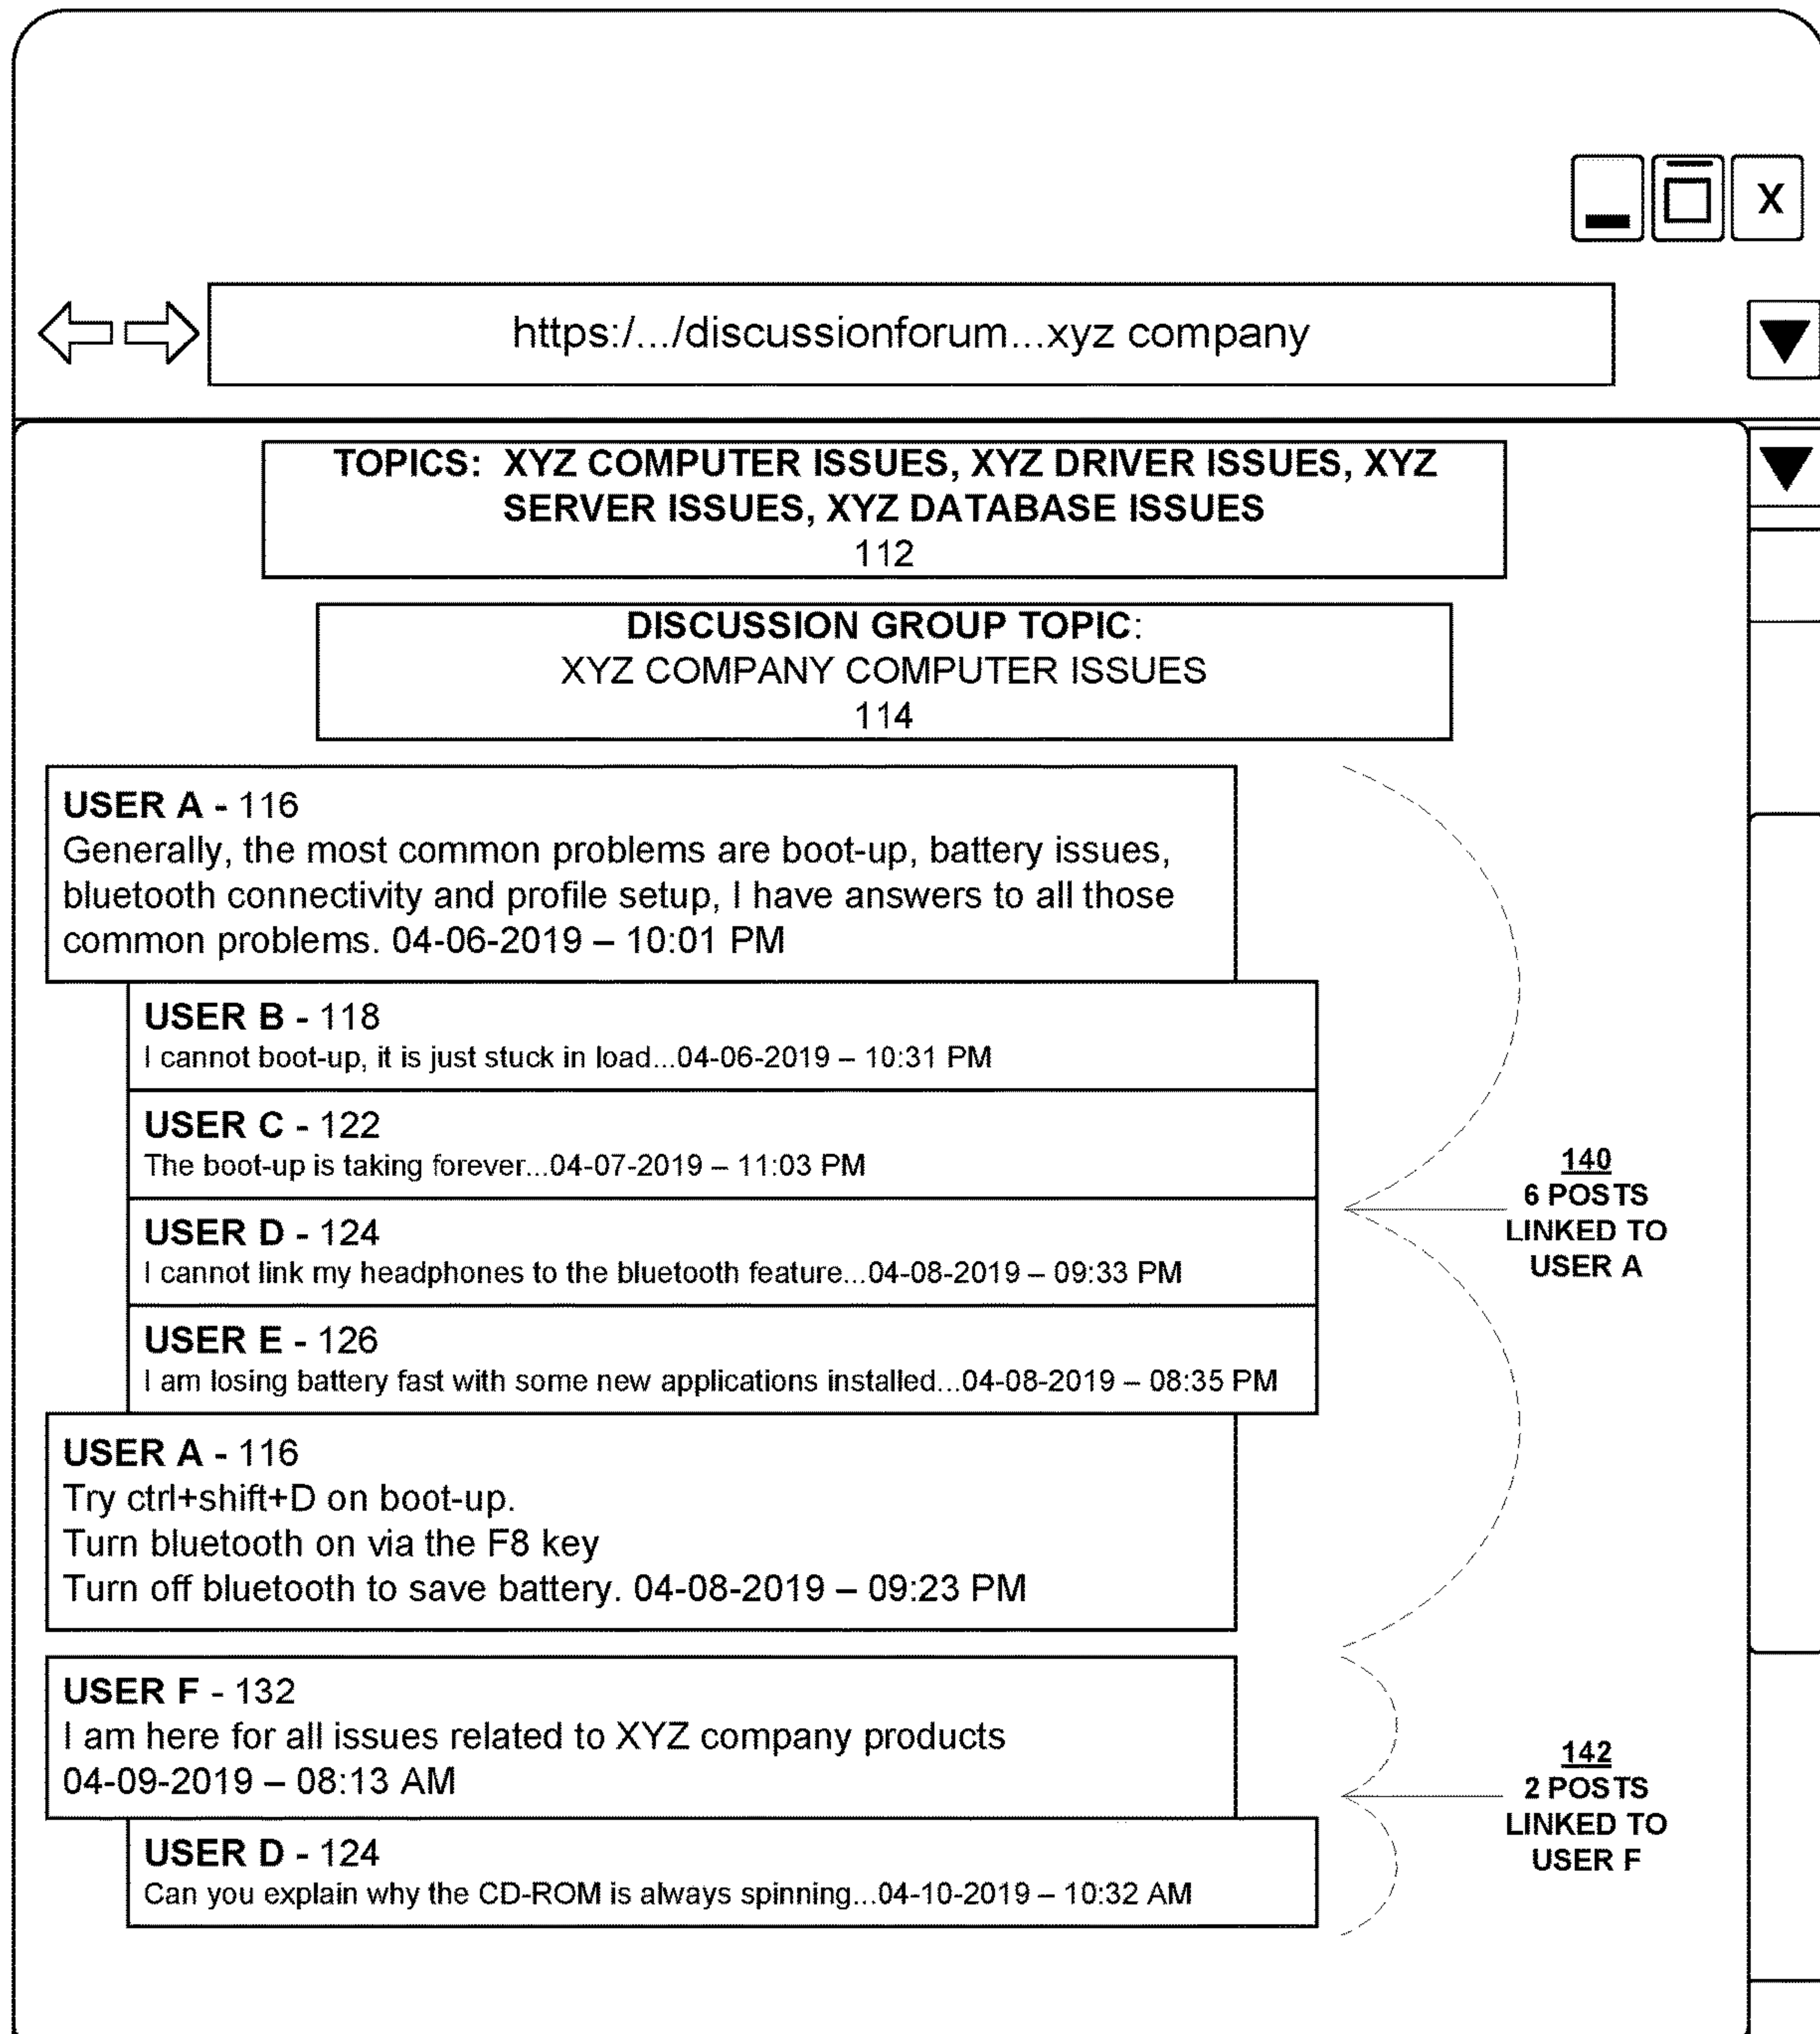 X
https:/.../discussionforum...xyz company
TOPICS: XYZ COMPUTER ISSUES, XYZ DRIVER ISSUES, XYZ
SERVER ISSUES, XYZ DATABASE ISSUES
112
DISCUSSION GROUP TOPIC:
XYZ COMPANY COMPUTER ISSUES
114
USER A - 116
Generally, the most common problems are boot-up, battery issues,
bluetooth connectivity and profile setup, I have answers to all those
common problems. 04-06-2019 – 10:01 PM
USER B - 118
I cannot boot-up, it is just stuck in load...04-06-2019 – 10:31 PM
USER C - 122
The boot-up is taking forever...04-07-2019 – 11:03 PM
USER D - 124
I cannot link my headphones to the bluetooth feature...04-08-2019 – 09:33 PM
USER E - 126
I am losing battery fast with some new applications installed...04-08-2019 – 08:35 PM
140
6 POSTS
LINKED TO
USER A
USER A - 116
Try ctrl+shift+D on boot-up.
Turn bluetooth on via the F8 key
Turn off bluetooth to save battery. 04-08-2019 – 09:23 PM
USER F - 132
I am here for all issues related to XYZ company products
04-09-2019 – 08:13 AM
USER D - 124
Can you explain why the CD-ROM is always spinning...04-10-2019 – 10:32 AM
142
2 POSTS
LINKED TO
USER F